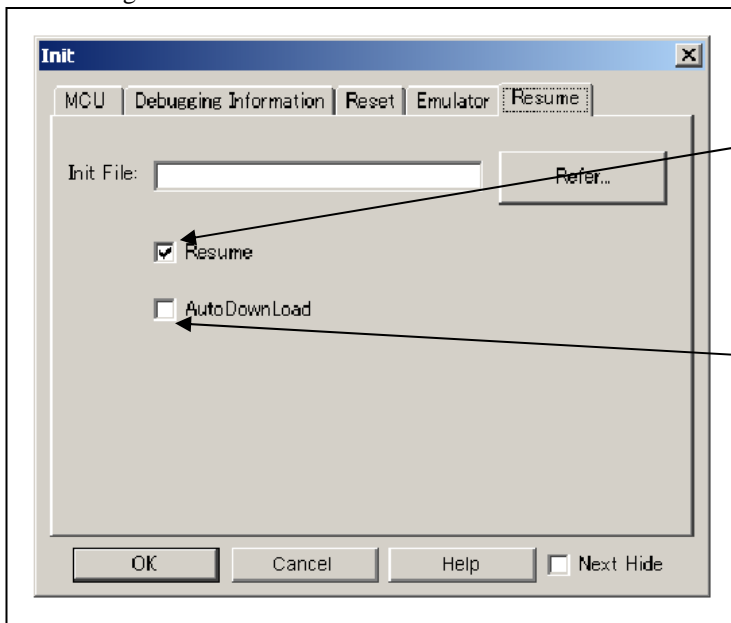 Init
MCU Debugging Information Reset Emulator Resume
Init File: Refer...
Resume
AutoDownLoad
OK Cancel Help Next Hide